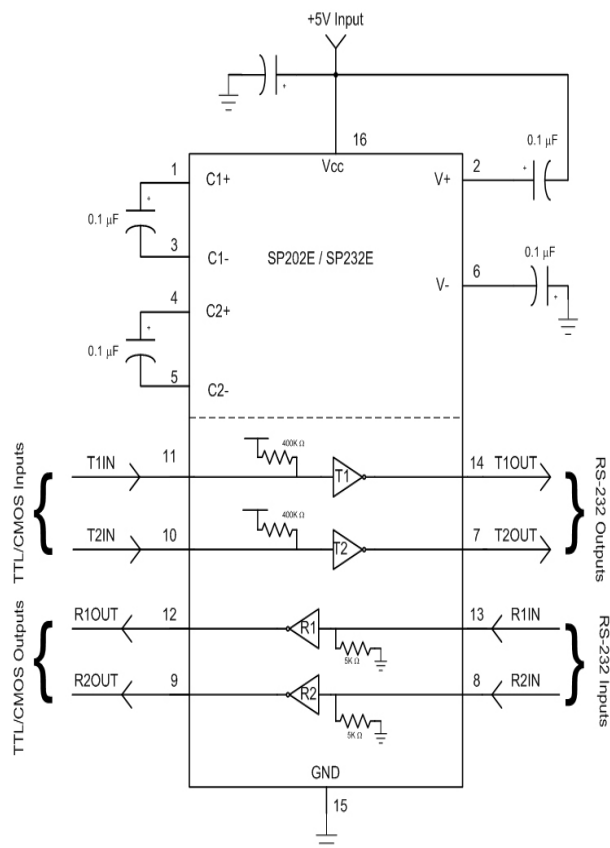 +5V Input
+
16
Vcc
0.1 µF
+
1
C1+
V+
2
+
0.1 µF
3
C1-
SP202E / SP232E
0.1 µF
6
V-
+
4
C2+
+
0.1 µF
5
C2-
TTL/CMOS Inputs
T1IN
11
400K Ω
T1
14
T1OUT
RS-232 Outputs
T2IN
10
400K Ω
T2
7
T2OUT
TTL/CMOS Outputs
R1OUT
12
R1
5K Ω
13
R1IN
RS-232 Inputs
R2OUT
9
R2
5K Ω
8
R2IN
GND
15